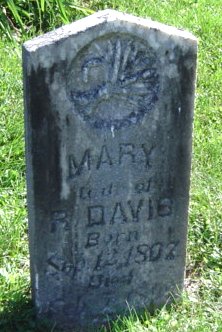 MARY
Wife of
R. DAVIS
Born
Sep. 12, 1802
Died